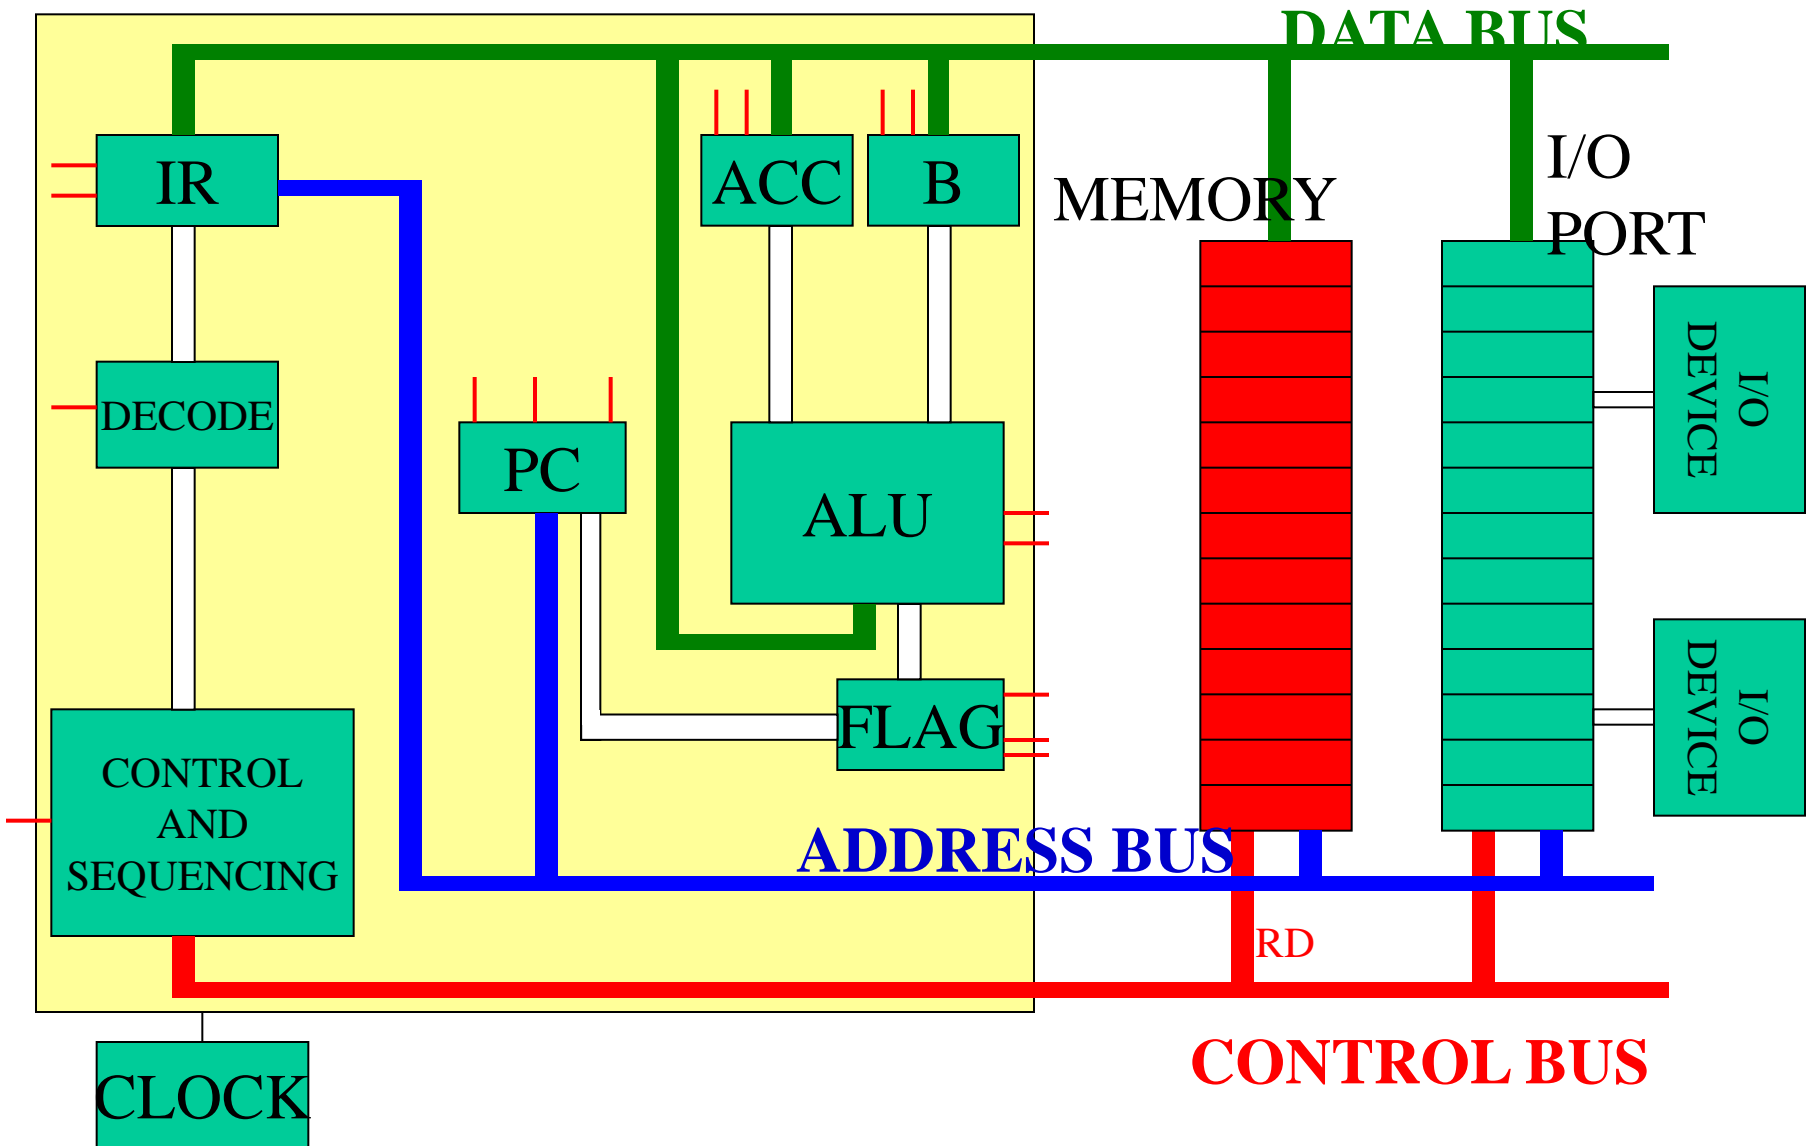 DATA BUS
IR
ACC
B
MEMORY
I/O
PORT
DECODE
PC
ALU
I/O
DEVICE
FLAG
I/O
DEVICE
CONTROL
AND
SEQUENCING
ADDRESS BUS
RD
CONTROL BUS
CLOCK